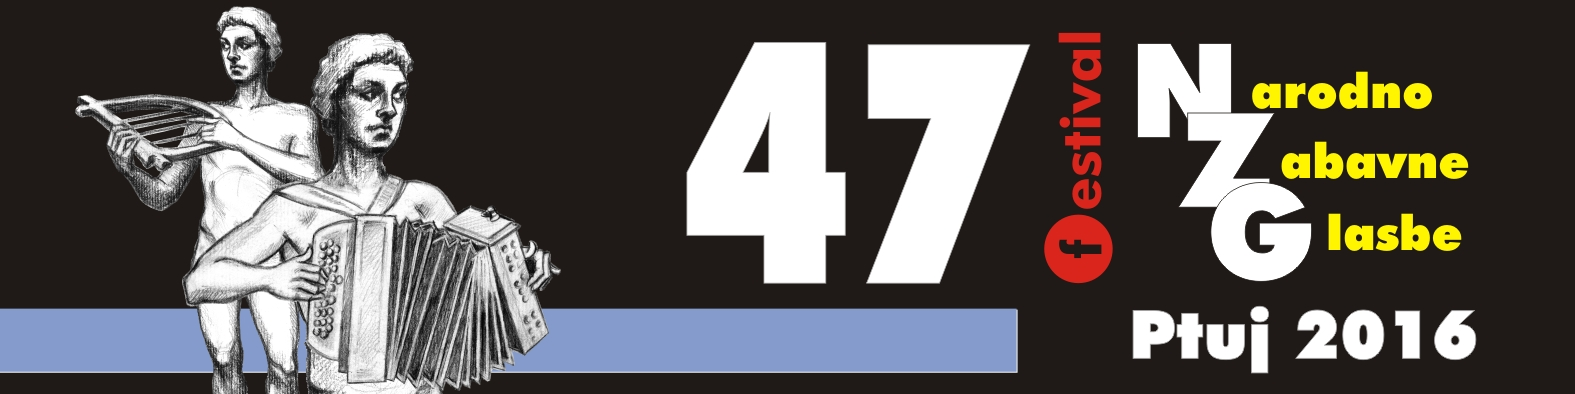 47
festival
Narodno
Zabavne
Glasbe
Ptuj 2016